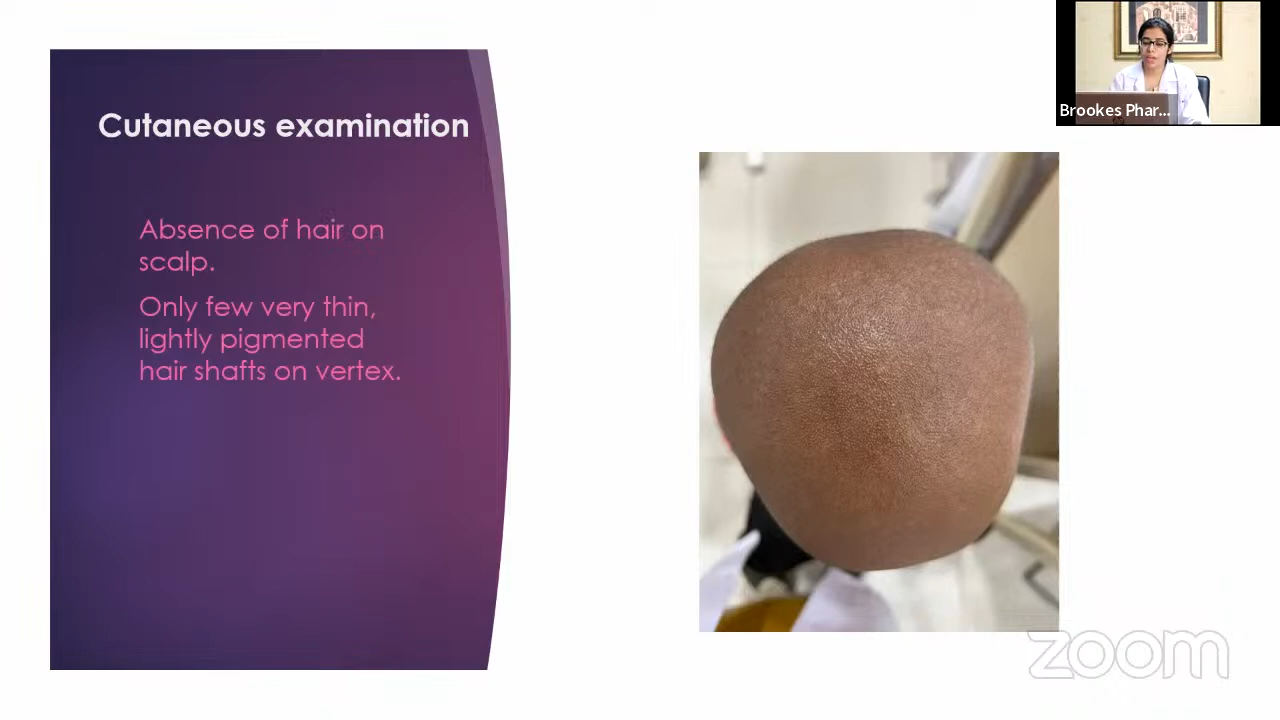 Brookes Phar...
Cutaneous examination
Absence of hair on
scalp.
Only few very thin,
lightly pigmented
hair shafts on vertex.
zoom